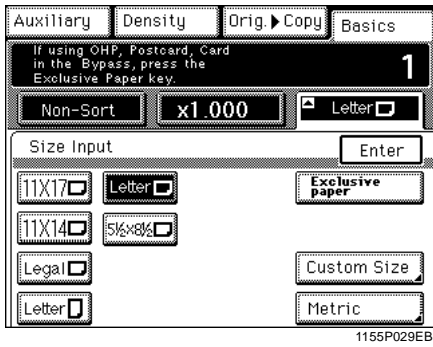 Auxiliary Density Orig.▶Copy Basics
If using OHP, Postcard, Card
in the Bypass, press the
Exclusive Paper key.
1
Non-Sort x1.000 Letter
Size Input Enter
11X17 Letter Exclusive
paper
11X14 5½×8½
Legal Custom Size
Letter Metric
1155P029EB